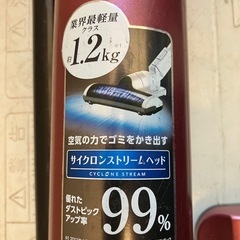 業界最軽量
クラス
約1.2kg
空気の力でゴミをかき出す
サイクロンストリームヘッド
CYCLONE STREAM
優れた
ダストピック
アップ率
99%